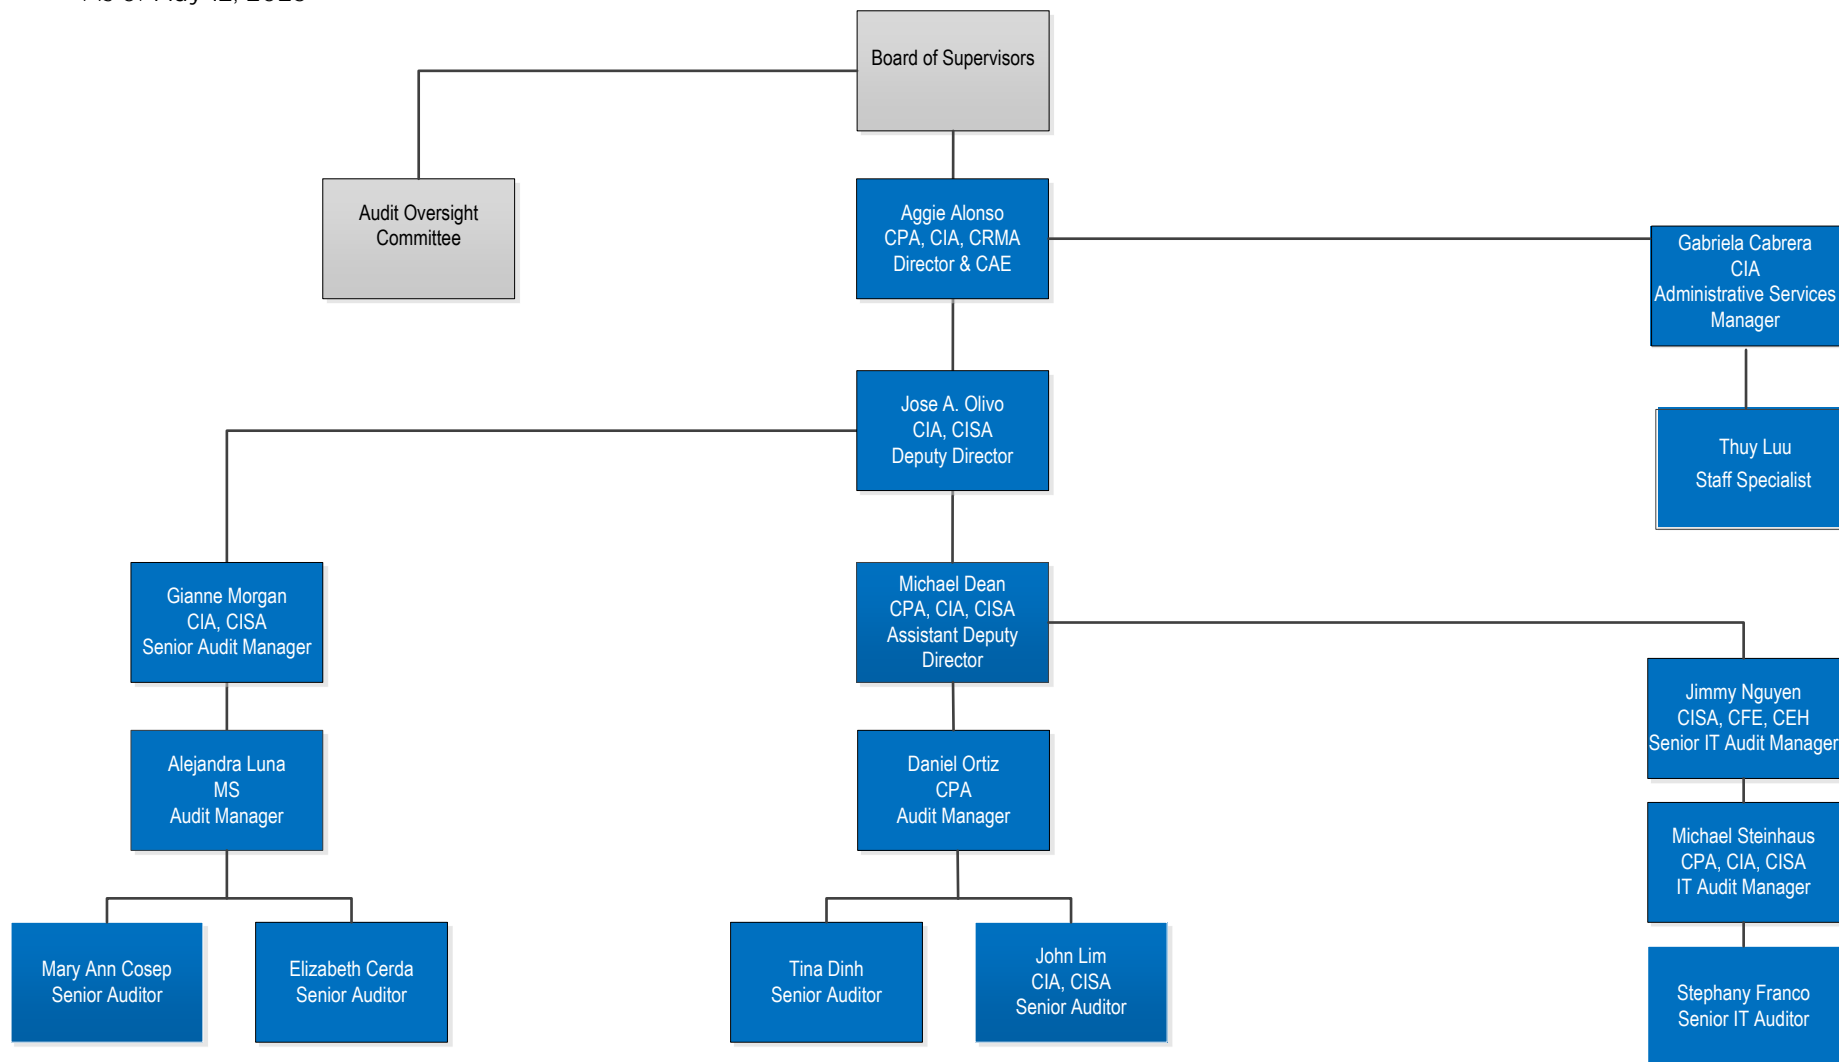 Board of Supervisors
Audit Oversight
Committee
Aggie Alonso
CPA, CIA, CRMA
Director & CAE
Gabriela Cabrera
CIA
Administrative Services
Manager
Jose A. Olivo
CIA, CISA
Deputy Director
Thuy Luu
Staff Specialist
Gianne Morgan
CIA, CISA
Senior Audit Manager
Michael Dean
CPA, CIA, CISA
Assistant Deputy
Director
Jimmy Nguyen
CISA, CFE, CEH
Senior IT Audit Manager
Alejandra Luna
MS
Audit Manager
Daniel Ortiz
CPA
Audit Manager
Michael Steinhaus
CPA, CIA, CISA
IT Audit Manager
Mary Ann Cosep
Senior Auditor
Elizabeth Cerda
Senior Auditor
Tina Dinh
Senior Auditor
John Lim
CIA, CISA
Senior Auditor
Stephany Franco
Senior IT Auditor